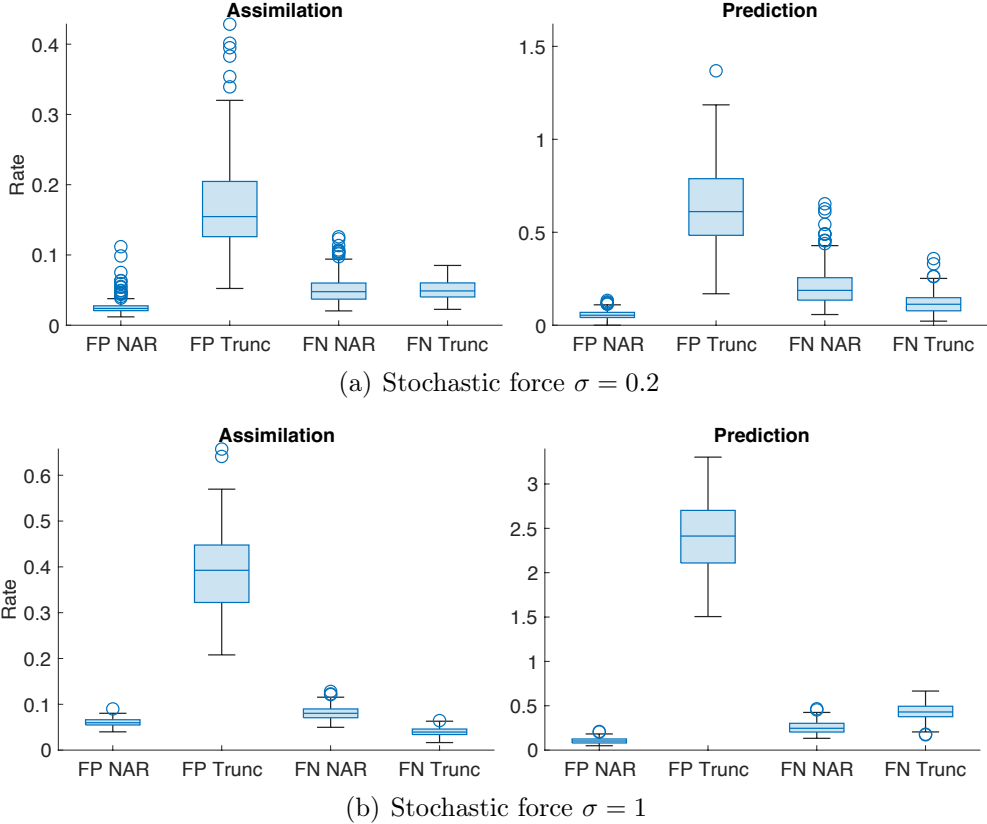 Assimilation Prediction
0.4
0.3
0.2
0.1
0
Rate
1.5
1
0.5
0
FP NAR FP Trunc FN NAR FN Trunc FP NAR FP Trunc FN NAR FN Trunc
(a) Stochastic force σ = 0.2
Assimilation Prediction
0.6
0.5
0.4
0.3
0.2
0.1
0
Rate
3
2.5
2
1.5
1
0.5
0
FP NAR FP Trunc FN NAR FN Trunc FP NAR FP Trunc FN NAR FN Trunc
(b) Stochastic force σ = 1